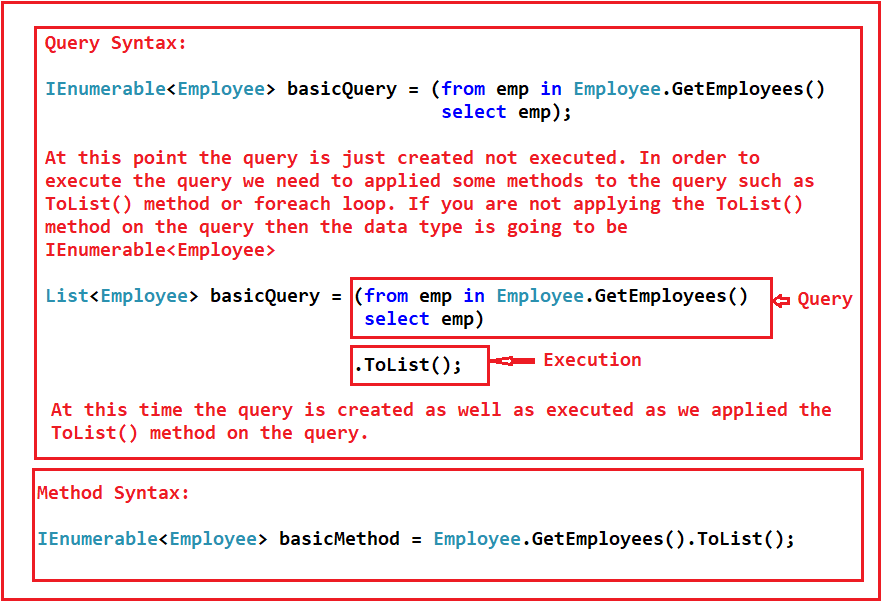 Query Syntax:
IEnumerable<Employee> basicQuery = (from emp in Employee.GetEmployees()
select emp);
At this point the query is just created not executed. In order to
execute the query we need to applied some methods to the query such as
ToList() method or foreach loop. If you are not applying the ToList()
method on the query then the data type is going to be
IEnumerable<Employee>
List<Employee> basicQuery = (from emp in Employee.GetEmployees()
select emp)
Query
.ToList();
Execution
At this time the query is created as well as executed as we applied the
ToList() method on the query.
Method Syntax:
IEnumerable<Employee> basicMethod = Employee.GetEmployees().ToList();